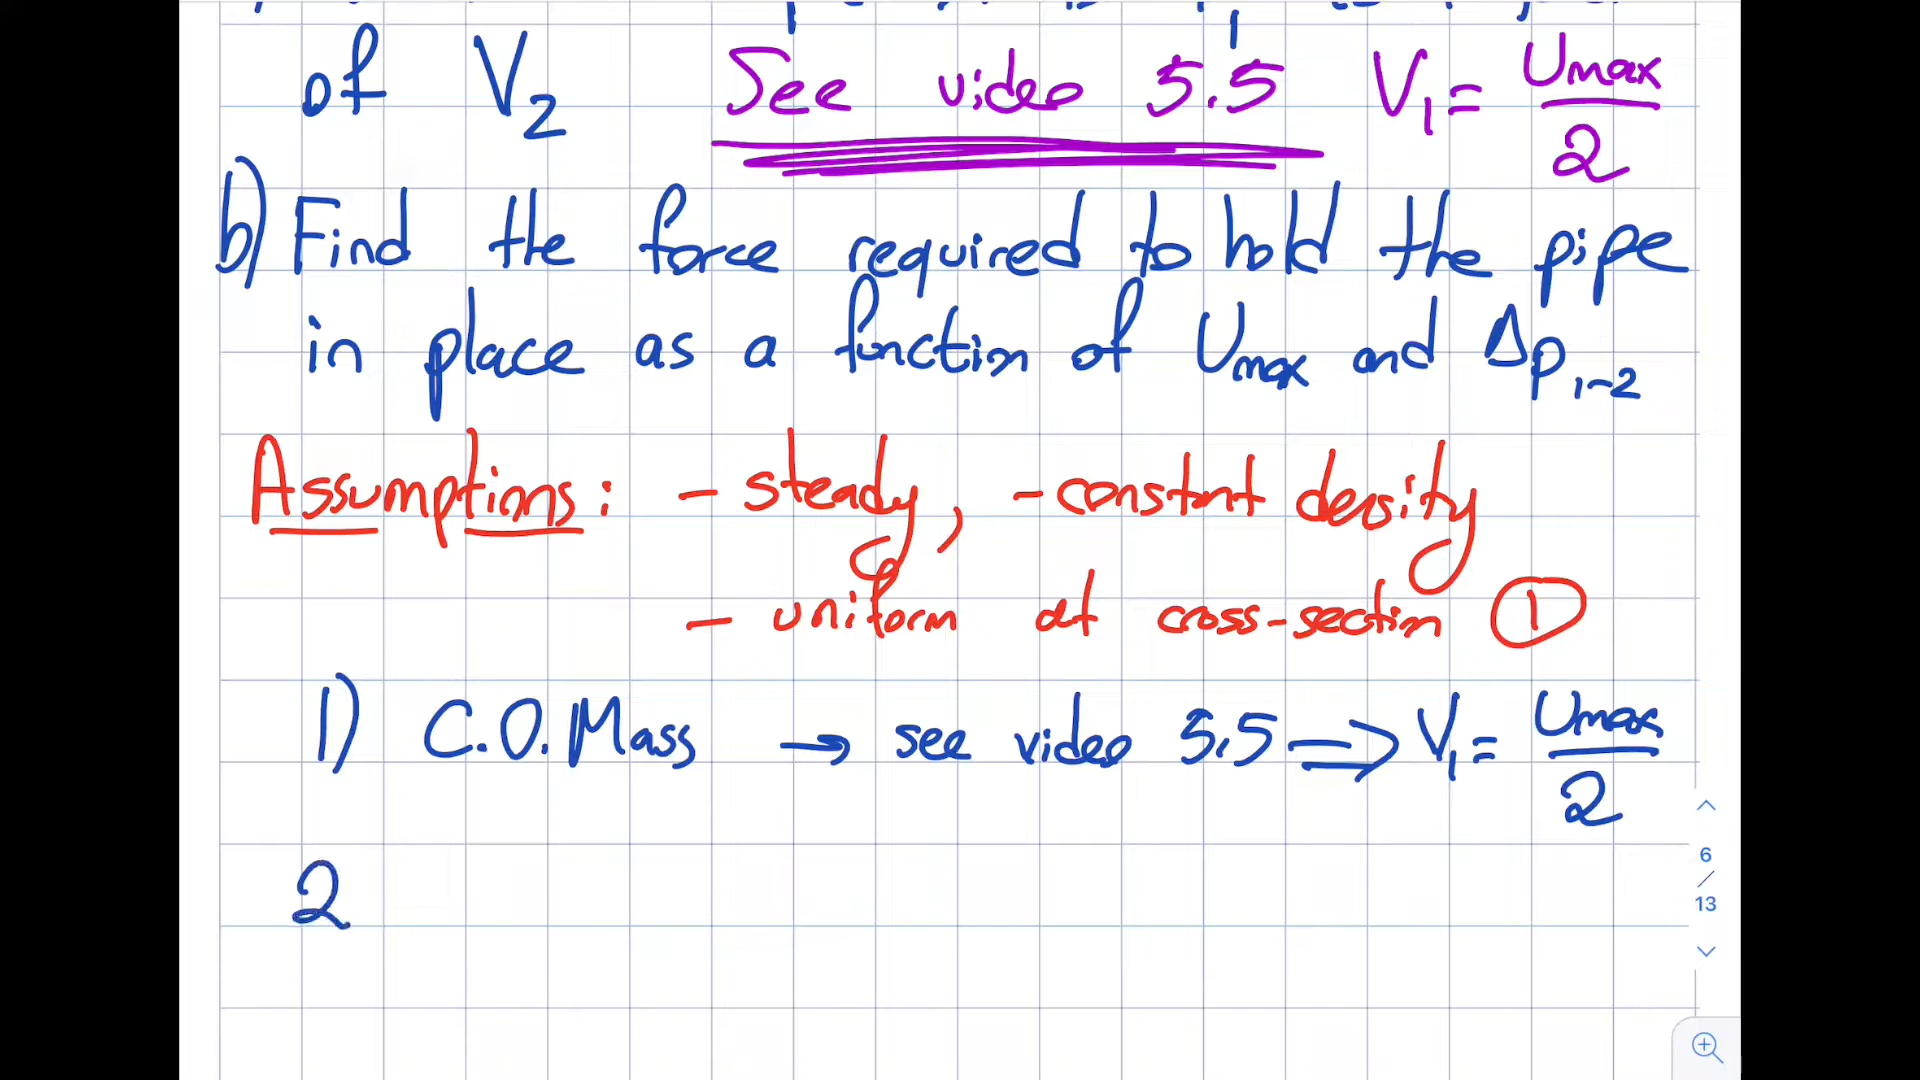 of V₂ See video 5.5 V₁ = Umax/2
b) Find the force required to hold the pipe
in place as a function of Umax and Δp₁₋₂
Assumptions: - steady, - constant density
- uniform at cross-section ①
1) C.O. Mass → see video 5.5 ⇒ V₁ = Umax/2
2
6
/
13